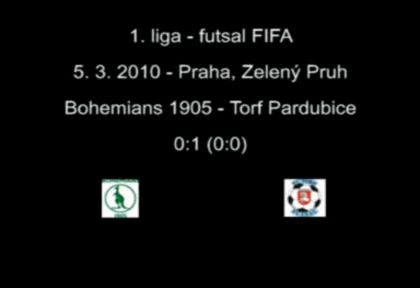 1. liga - futsal FIFA
5. 3. 2010 - Praha, Zelený Pruh
Bohemians 1905 - Torf Pardubice
0:1 (0:0)